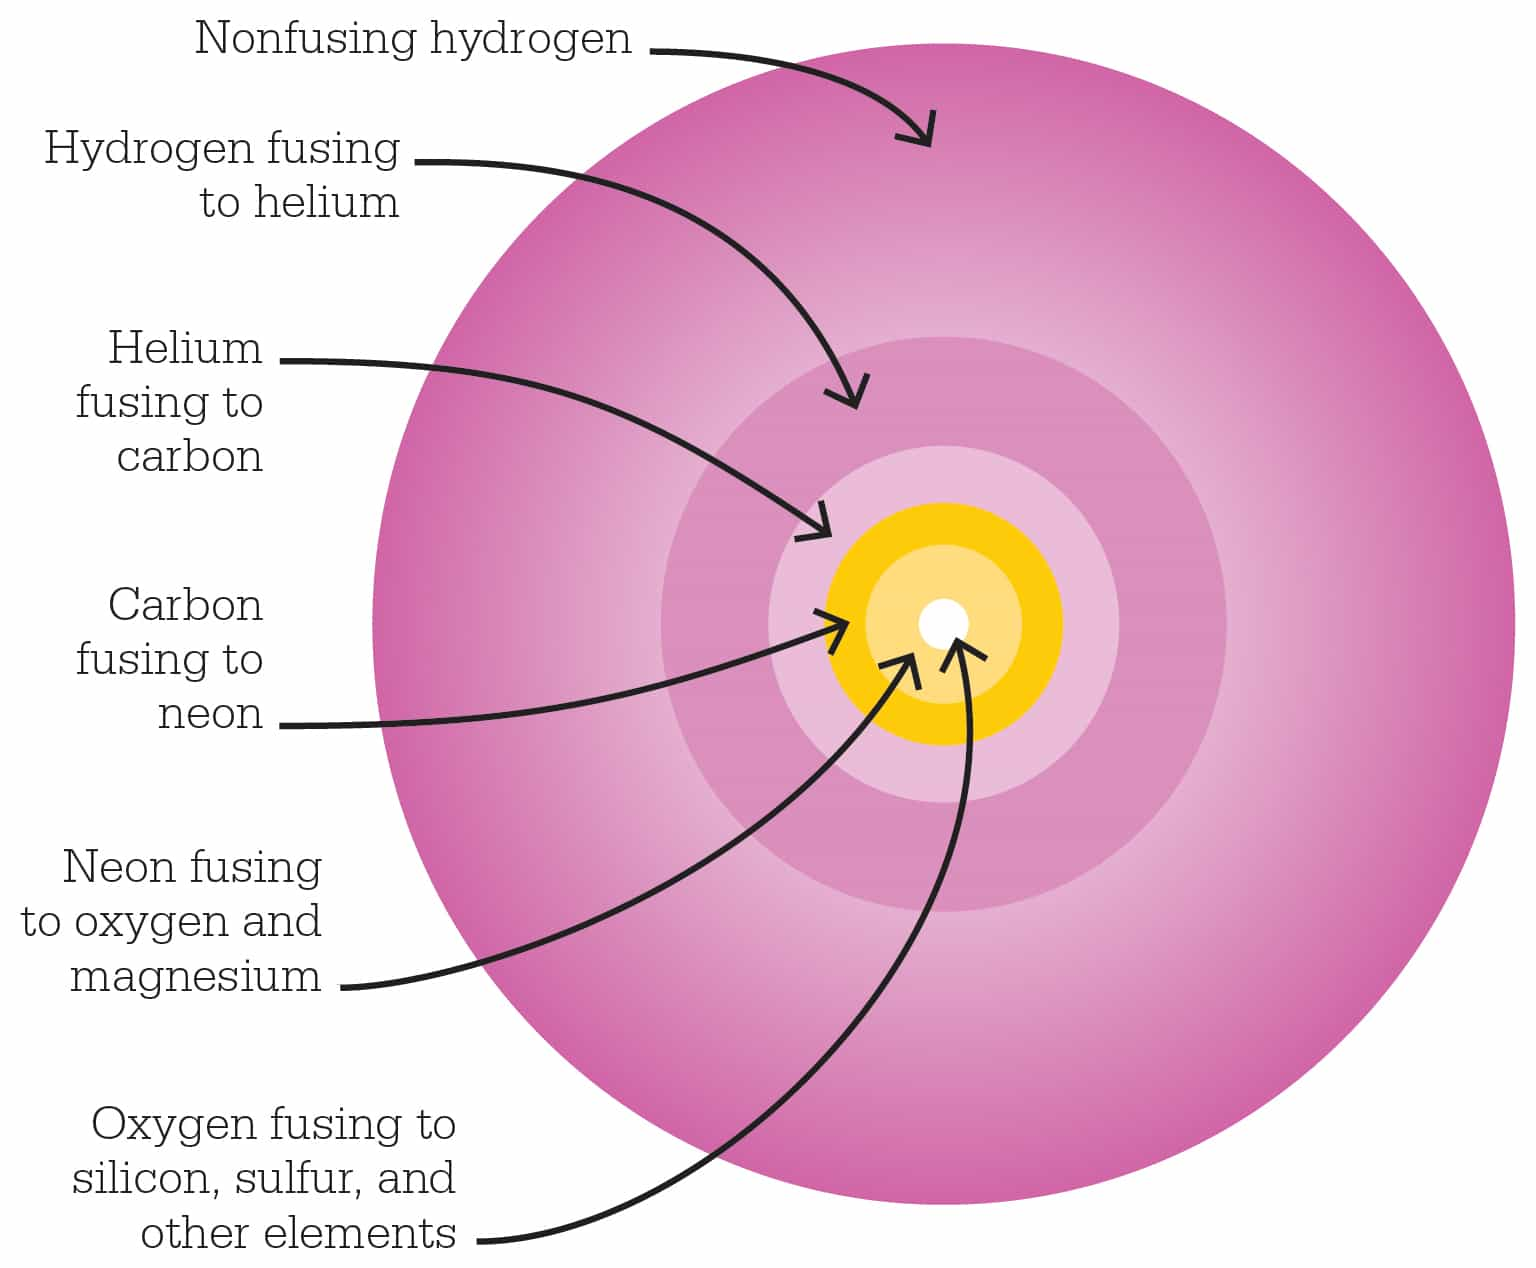 Nonfusing hydrogen
Hydrogen fusing
to helium
Helium
fusing to
carbon
Carbon
fusing to
neon
Neon fusing
to oxygen and
magnesium
Oxygen fusing to
silicon, sulfur, and
other elements